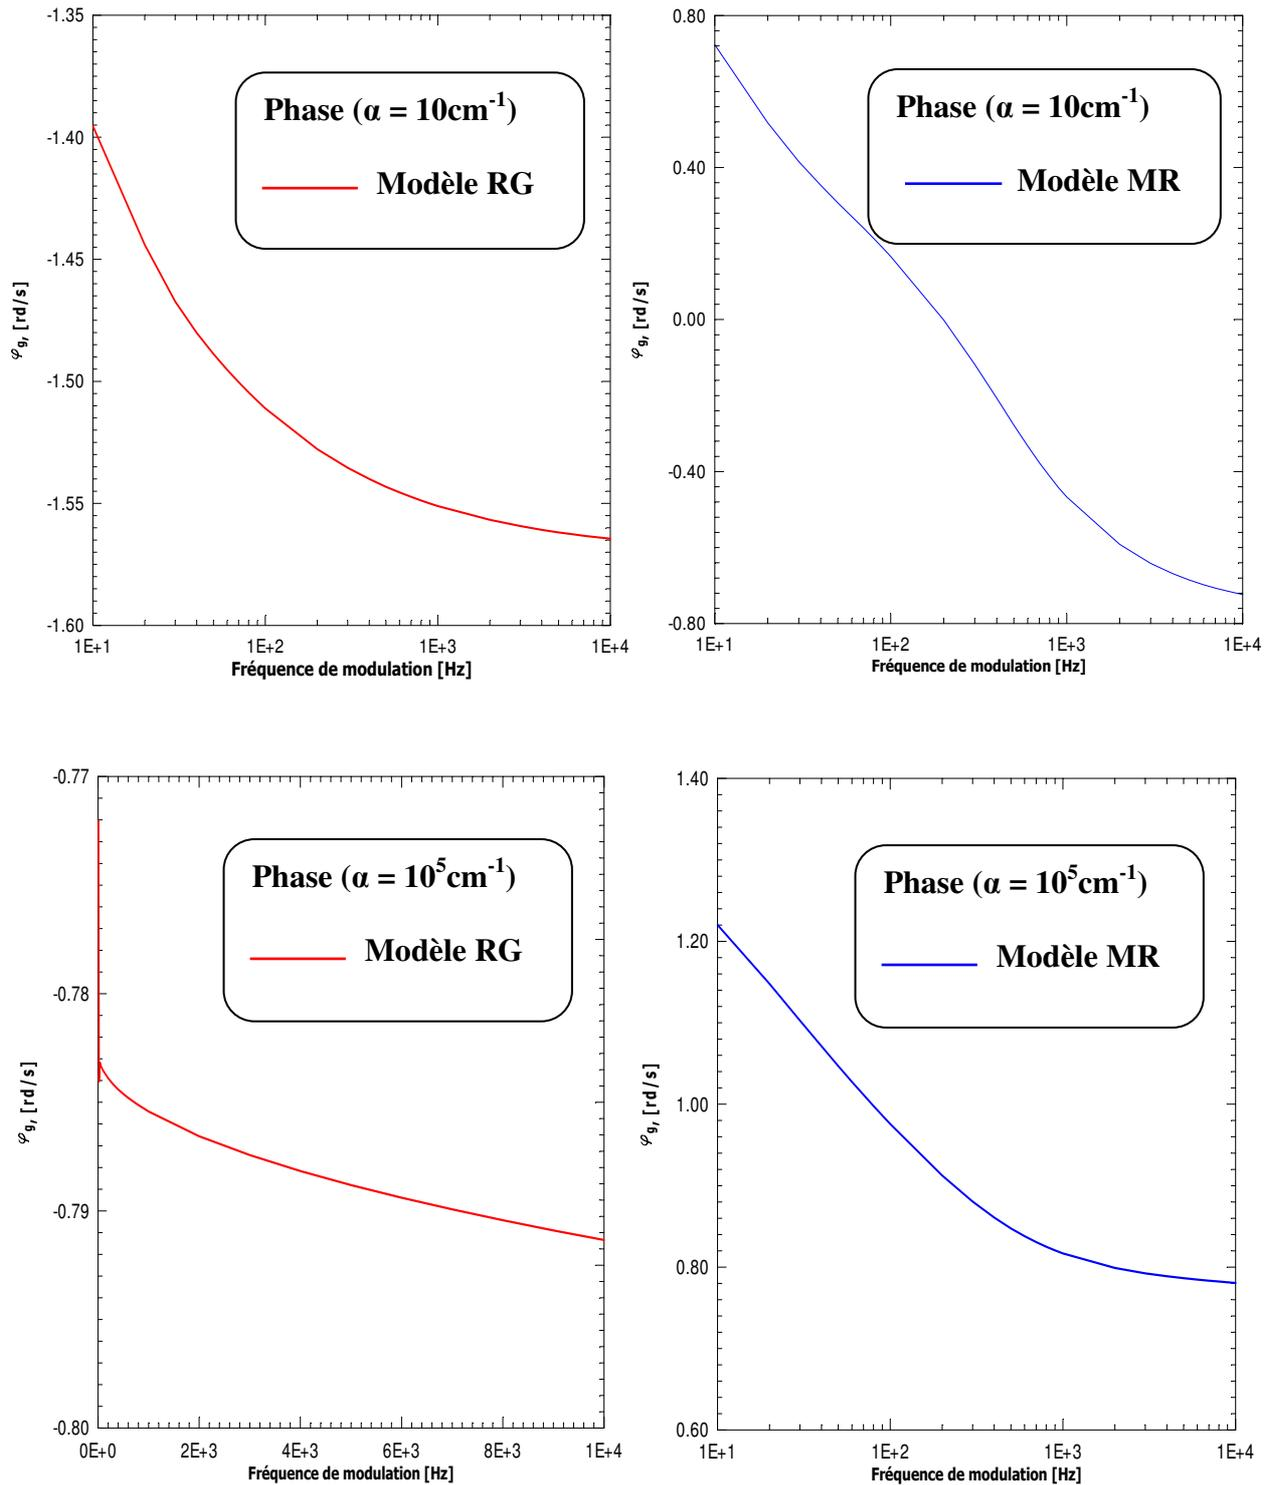 -1.35
-1.40
-1.45
-1.50
-1.55
-1.60
1E+1
1E+2
1E+3
1E+4
φg, [rd/s]
Fréquence de modulation [Hz]
Phase (α = 10cm⁻¹)
Modèle RG
0.80
0.40
0.00
-0.40
-0.80
1E+1
1E+2
1E+3
1E+4
φg, [rd/s]
Fréquence de modulation [Hz]
Phase (α = 10cm⁻¹)
Modèle MR
-0.77
-0.78
-0.79
-0.80
0E+0
2E+3
4E+3
6E+3
8E+3
1E+4
φg, [rd/s]
Fréquence de modulation [Hz]
Phase (α = 10⁵cm⁻¹)
Modèle RG
1.40
1.20
1.00
0.80
0.60
1E+1
1E+2
1E+3
1E+4
φg, [rd/s]
Fréquence de modulation [Hz]
Phase (α = 10⁵cm⁻¹)
Modèle MR